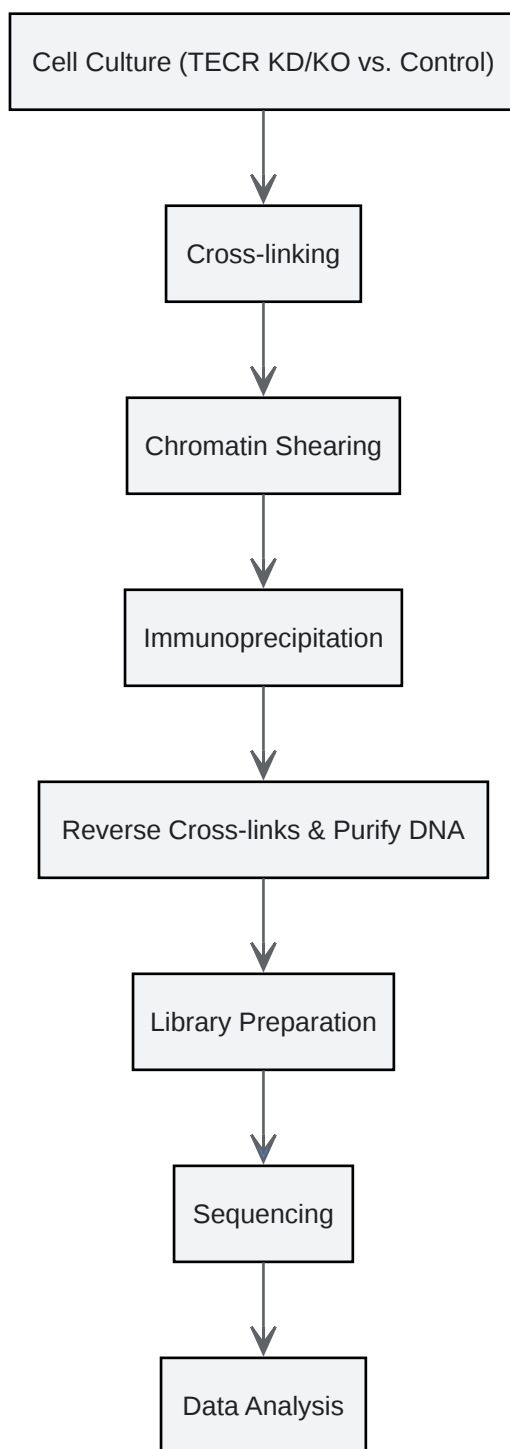 Cell Culture (TECR KD/KO vs. Control)
Cross-linking
Chromatin Shearing
Immunoprecipitation
Reverse Cross-links & Purify DNA
Library Preparation
Sequencing
Data Analysis